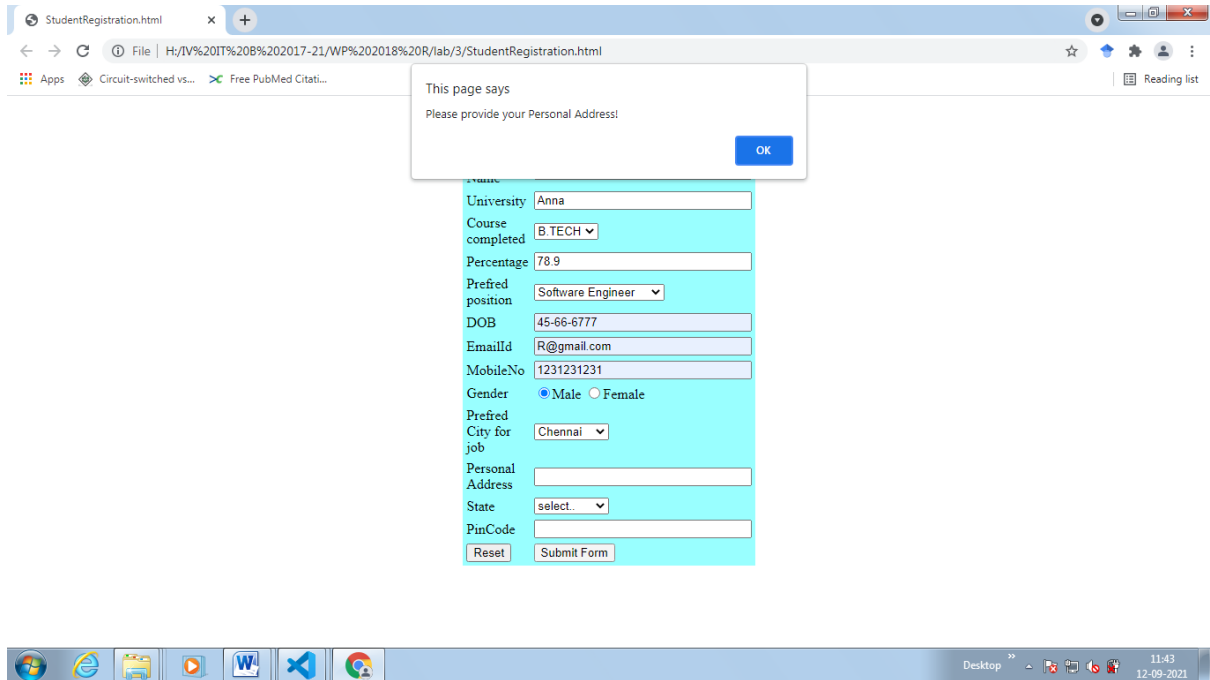 StudentRegistration.html
File | H:/IV%20IT%20B%202017-21/WP%202018%20R/lab/3/StudentRegistration.html
Apps Circuit-switched vs... Free PubMed Citati... Reading list
This page says
Please provide your Personal Address!
OK
Name
University Anna
Course
completed
B.TECH
Percentage 78.9
Prefred
position
Software Engineer
DOB 45-66-6777
EmailId R@gmail.com
MobileNo 1231231231
Gender Male Female
Prefred
City for
job
Chennai
Personal
Address
State select..
PinCode
Reset Submit Form
Desktop
11:43
12-09-2021